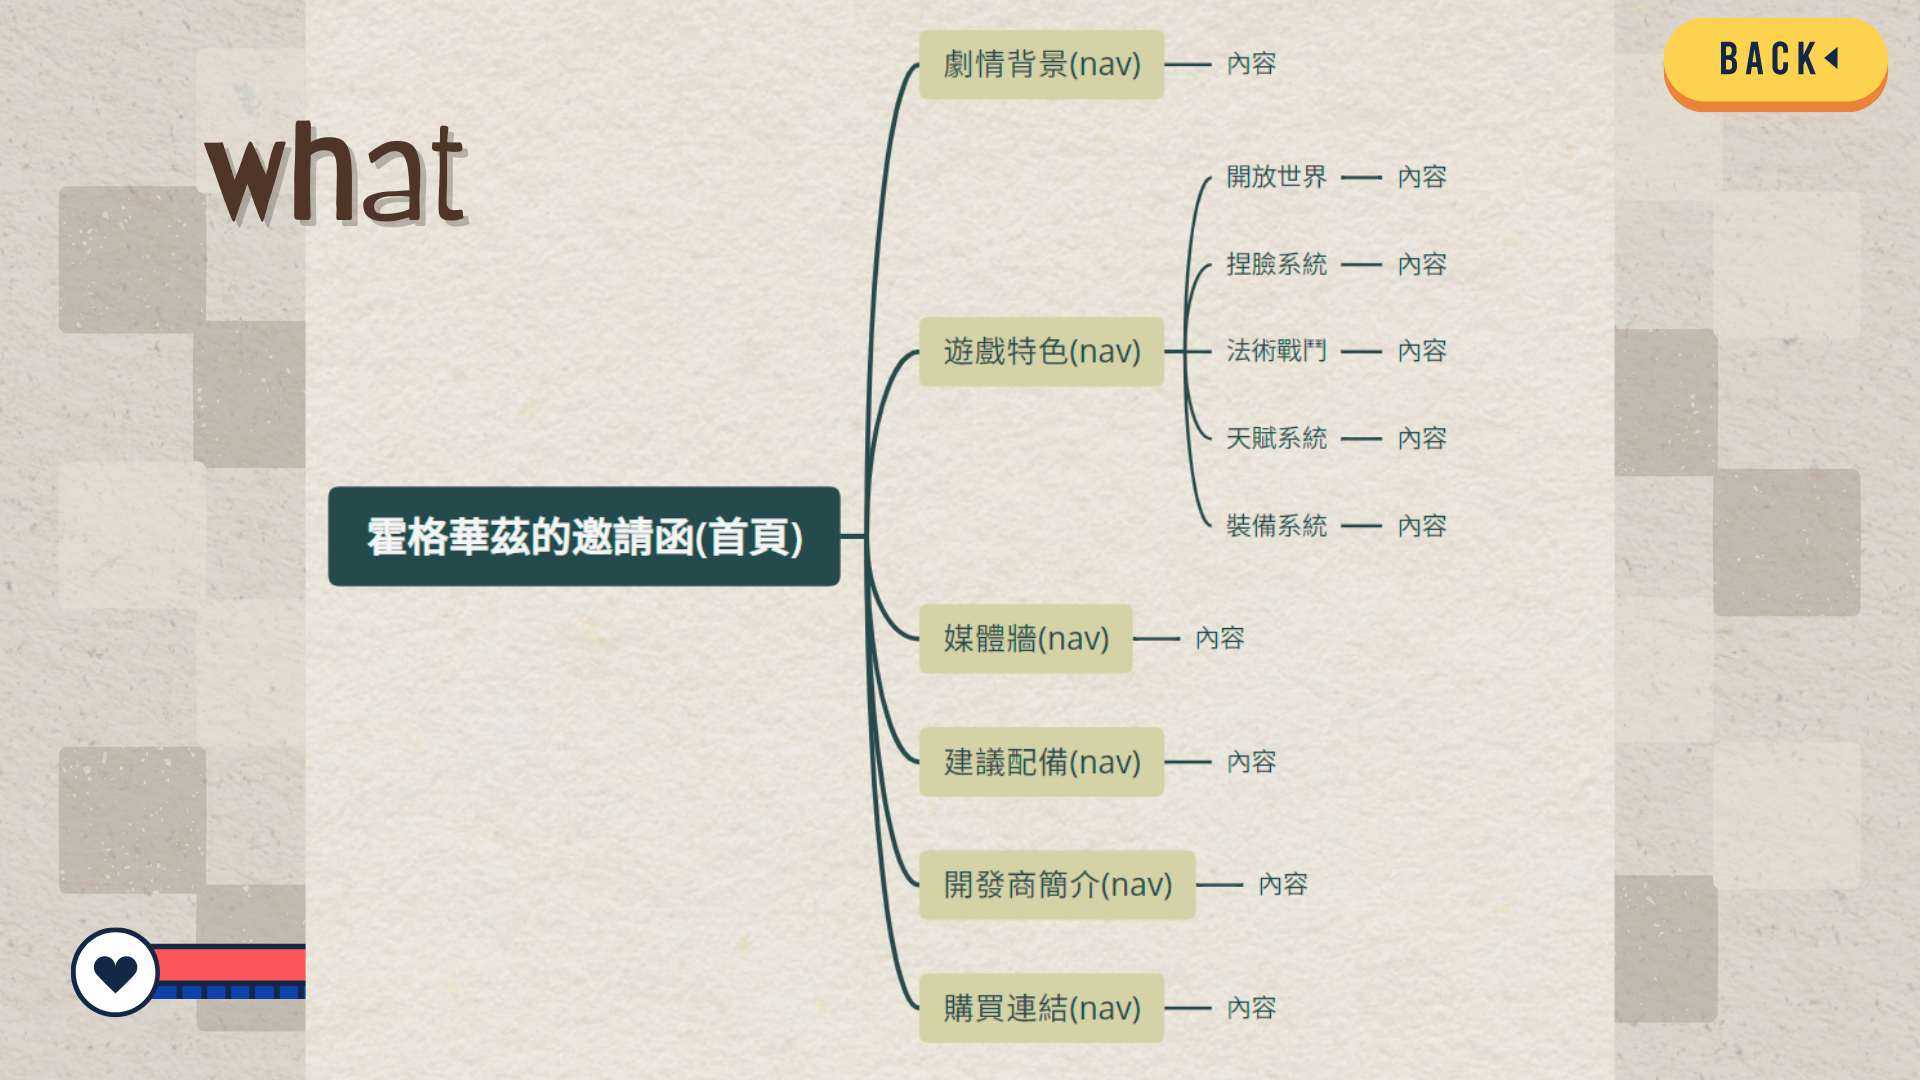 BACK
what
霍格華茲的邀請函(首頁)
劇情背景(nav)
內容
遊戲特色(nav)
開放世界
內容
捏臉系統
內容
法術戰鬥
內容
天賦系統
內容
裝備系統
內容
媒體牆(nav)
內容
建議配備(nav)
內容
開發商簡介(nav)
內容
購買連結(nav)
內容